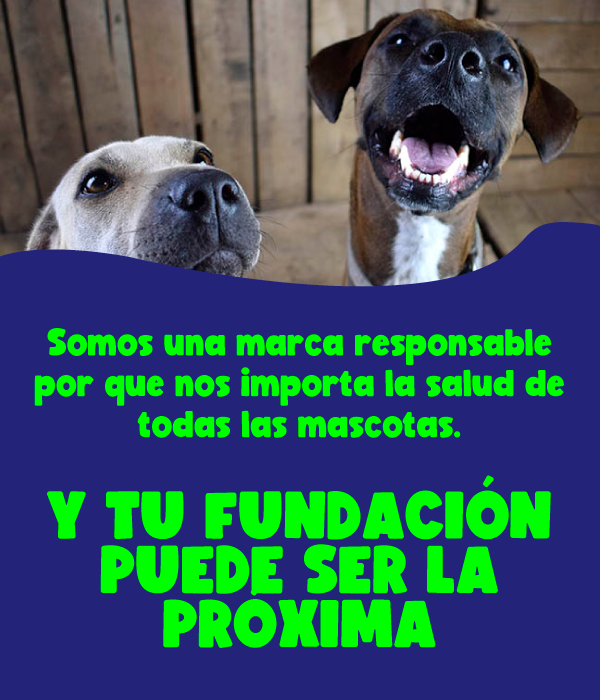 Somos una marca responsable
por que nos importa la salud de
todas las mascotas.
Y TU FUNDACIÓN
PUEDE SER LA
PRÓXIMA